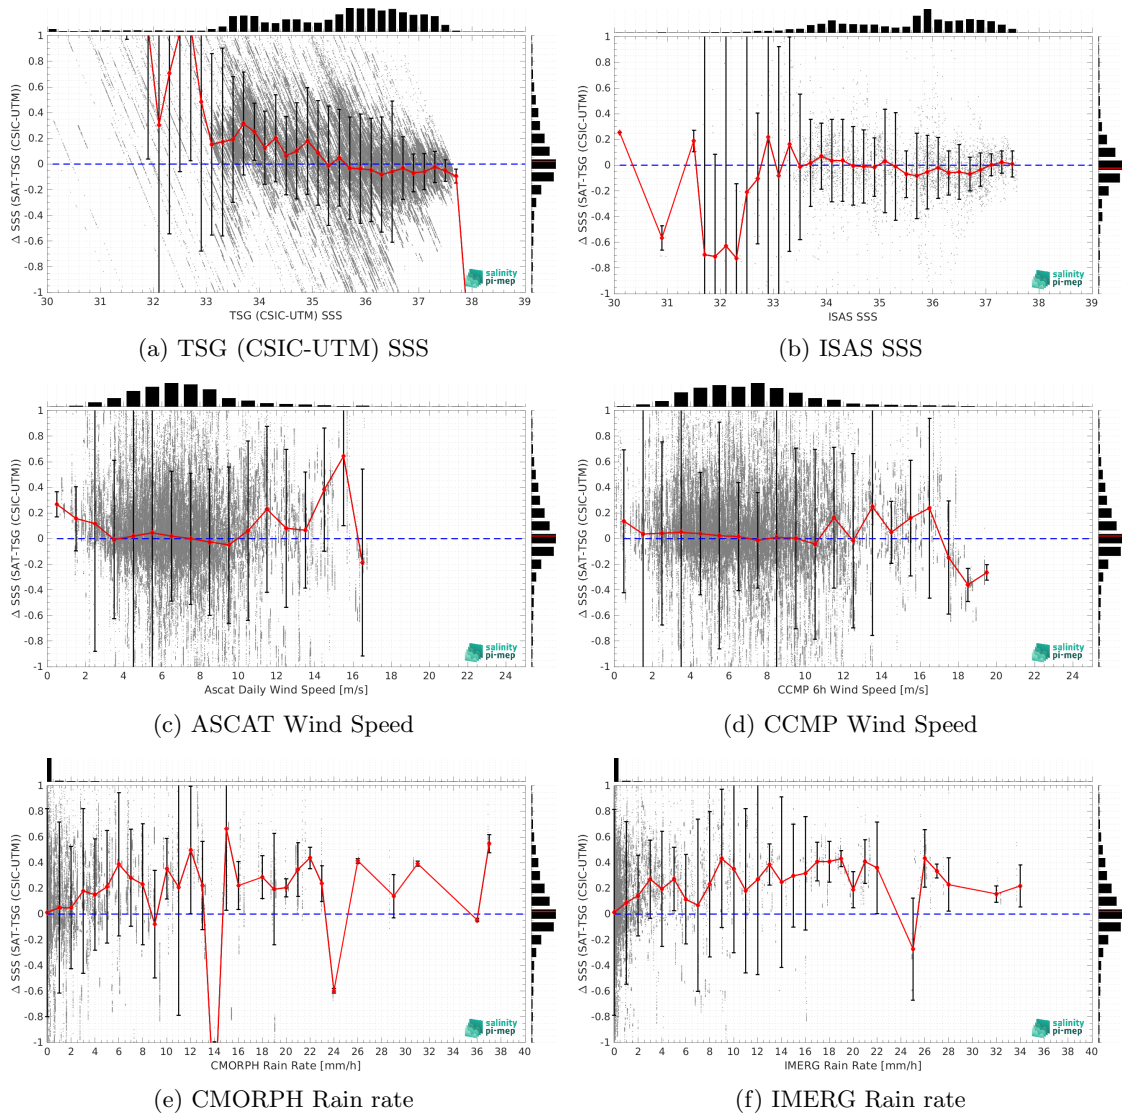 1
0.8
0.6
0.4
0.2
0
-0.2
-0.4
-0.6
-0.8
-1
Δ SSS (SAT-TSG (CSIC-UTM))
salinity
pi-mep
30 31 32 33 34 35 36 37 38 39
TSG (CSIC-UTM) SSS
(a) TSG (CSIC-UTM) SSS
1
0.8
0.6
0.4
0.2
0
-0.2
-0.4
-0.6
-0.8
-1
Δ SSS (SAT-TSG (CSIC-UTM))
salinity
pi-mep
30 31 32 33 34 35 36 37 38 39
ISAS SSS
(b) ISAS SSS
1
0.8
0.6
0.4
0.2
0
-0.2
-0.4
-0.6
-0.8
-1
Δ SSS (SAT-TSG (CSIC-UTM))
salinity
pi-mep
0 2 4 6 8 10 12 14 16 18 20 22 24
Ascat Daily Wind Speed [m/s]
(c) ASCAT Wind Speed
1
0.8
0.6
0.4
0.2
0
-0.2
-0.4
-0.6
-0.8
-1
Δ SSS (SAT-TSG (CSIC-UTM))
salinity
pi-mep
0 2 4 6 8 10 12 14 16 18 20 22 24
CCMP 6h Wind Speed [m/s]
(d) CCMP Wind Speed
1
0.8
0.6
0.4
0.2
0
-0.2
-0.4
-0.6
-0.8
-1
Δ SSS (SAT-TSG (CSIC-UTM))
salinity
pi-mep
0 2 4 6 8 10 12 14 16 18 20 22 24 26 28 30 32 34 36 38 40
CMORPH Rain Rate [mm/h]
(e) CMORPH Rain rate
1
0.8
0.6
0.4
0.2
0
-0.2
-0.4
-0.6
-0.8
-1
Δ SSS (SAT-TSG (CSIC-UTM))
salinity
pi-mep
0 2 4 6 8 10 12 14 16 18 20 22 24 26 28 30 32 34 36 38 40
IMERG Rain Rate [mm/h]
(f) IMERG Rain rate